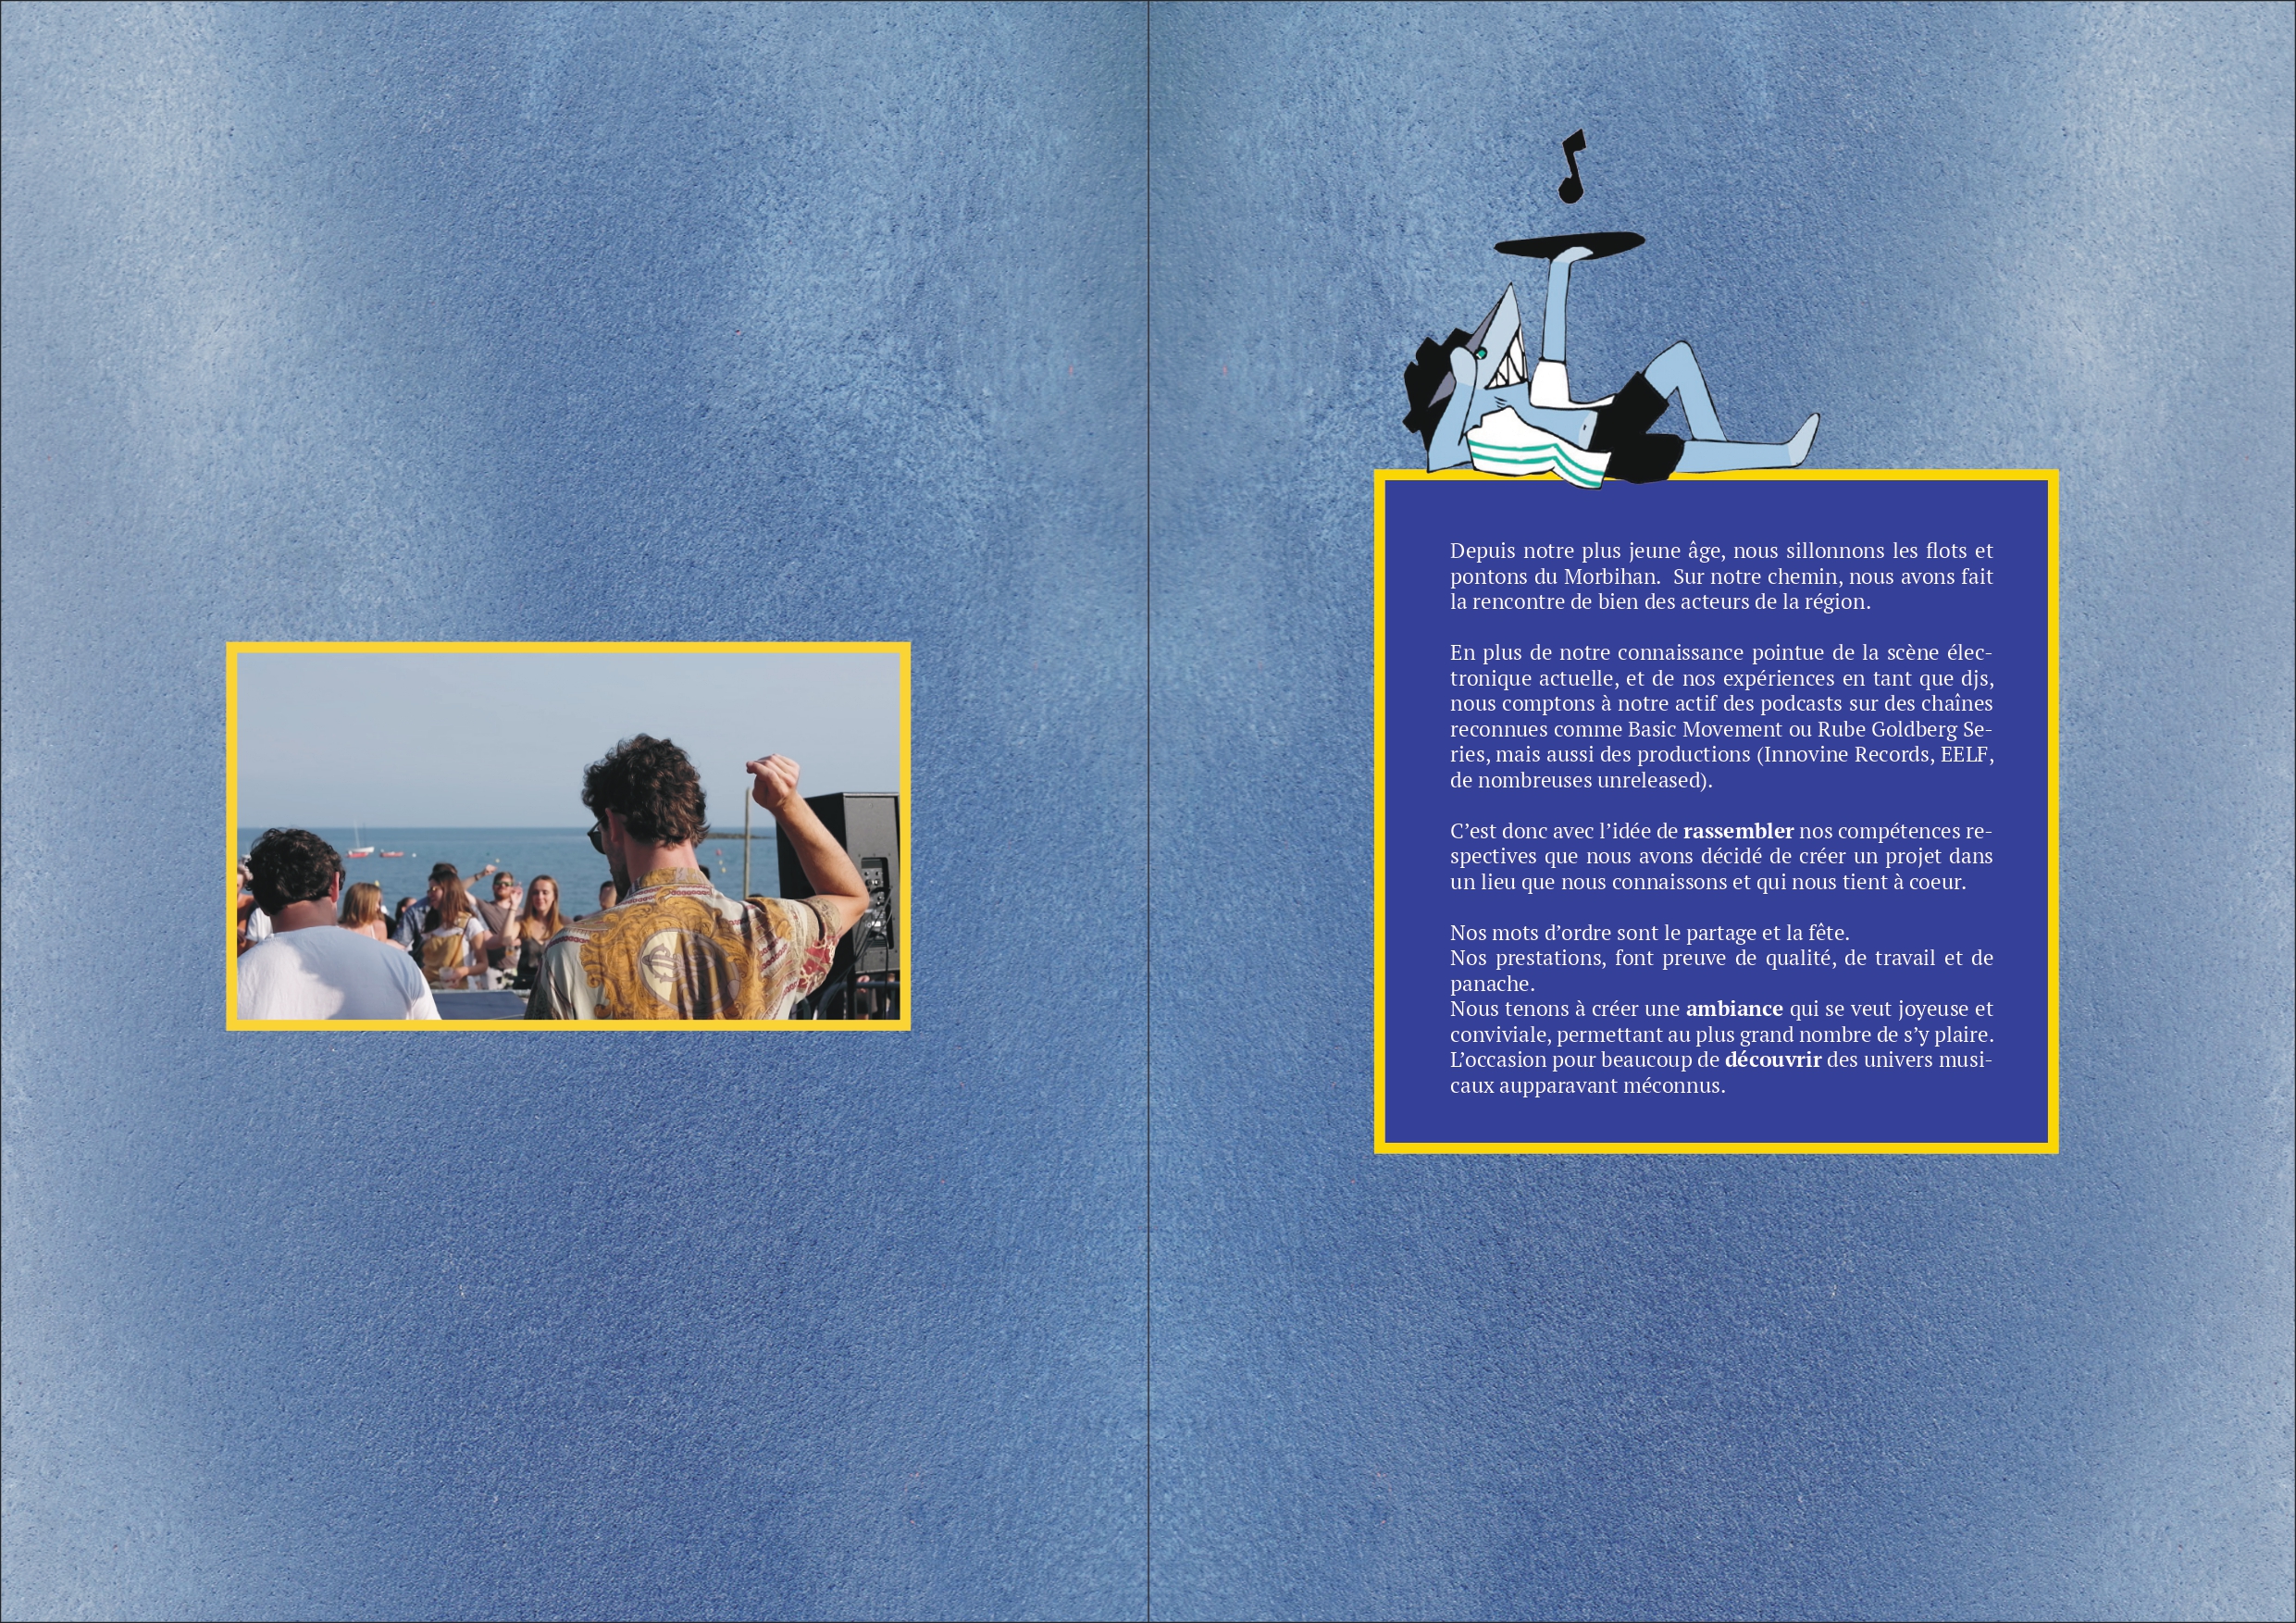 Depuis notre plus jeune âge, nous sillonnons les flots et
pontons du Morbihan.  Sur notre chemin, nous avons fait
la rencontre de bien des acteurs de la région.
En plus de notre connaissance pointue de la scène élec-
tronique actuelle, et de nos expériences en tant que djs,
nous comptons à notre actif des podcasts sur des chaînes
reconnues comme Basic Movement ou Rube Goldberg Se-
ries, mais aussi des productions (Innovine Records, EELF,
de nombreuses unreleased).
C’est donc avec l’idée de rassembler nos compétences re-
spectives que nous avons décidé de créer un projet dans
un lieu que nous connaissons et qui nous tient à coeur.
Nos mots d’ordre sont le partage et la fête.
Nos prestations, font preuve de qualité, de travail et de
panache.
Nous tenons à créer une ambiance qui se veut joyeuse et
conviviale, permettant au plus grand nombre de s’y plaire.
L’occasion pour beaucoup de découvrir des univers musi-
caux aupparavant méconnus.